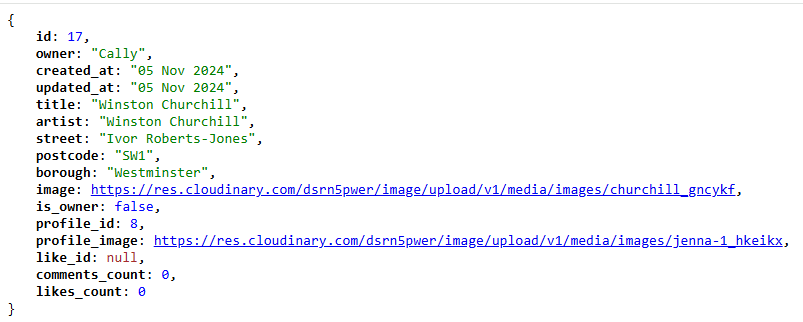 {
id: 17,
owner: "Cally",
created_at: "05 Nov 2024",
updated_at: "05 Nov 2024",
title: "Winston Churchill",
artist: "Winston Churchill",
street: "Ivor Roberts-Jones",
postcode: "SW1",
borough: "Westminster",
image: https://res.cloudinary.com/dsrn5pwer/image/upload/v1/media/images/churchill_gncykf,
is_owner: false,
profile_id: 8,
profile_image: https://res.cloudinary.com/dsrn5pwer/image/upload/v1/media/images/jenna-1_hkeikx,
like_id: null,
comments_count: 0,
likes_count: 0
}